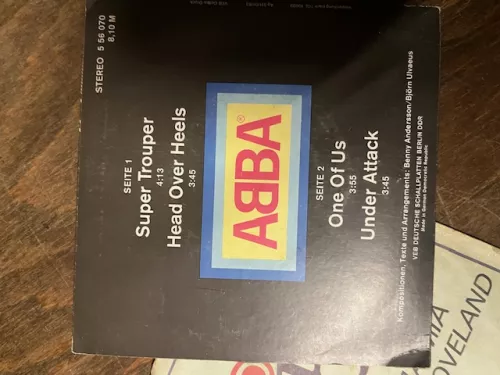 STEREO 5 56 070
8,10 M
SEITE 1
Super Trouper
4:13
Head Over Heels
3:45
ABBA®
SEITE 2
One Of Us
3:55
Under Attack
3:45
Kompositionen, Texte und Arrangements: Benny Andersson/Björn Ulvaeus
VEB DEUTSCHE SCHALLPLATTEN BERLIN DDR
Made in German Democratic Republic
OVELAND